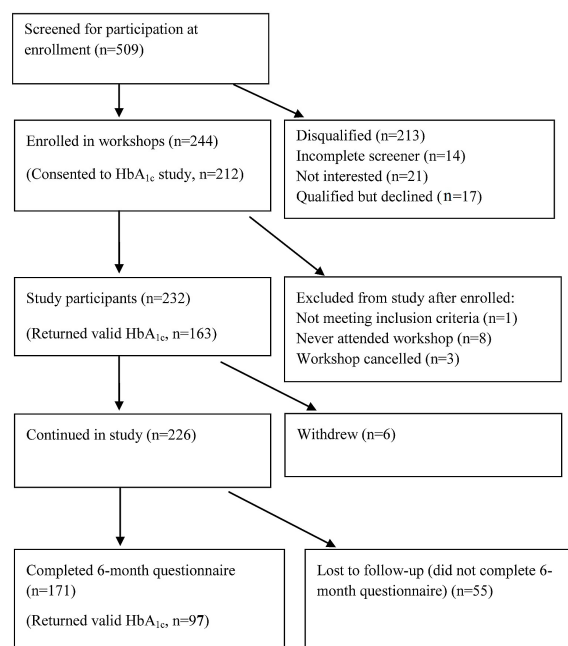 Screened for participation at
enrollment (n=509)
Enrolled in workshops (n=244)
(Consented to HbA1c study, n=212)
Disqualified (n=213)
Incomplete screener (n=14)
Not interested (n=21)
Qualified but declined (n=17)
Study participants (n=232)
(Returned valid HbA1c, n=163)
Excluded from study after enrolled:
Not meeting inclusion criteria (n=1)
Never attended workshop (n=8)
Workshop cancelled (n=3)
Continued in study (n=226)
Withdrew (n=6)
Completed 6-month questionnaire
(n=171)
(Returned valid HbA1c, n=97)
Lost to follow-up (did not complete 6-
month questionnaire) (n=55)